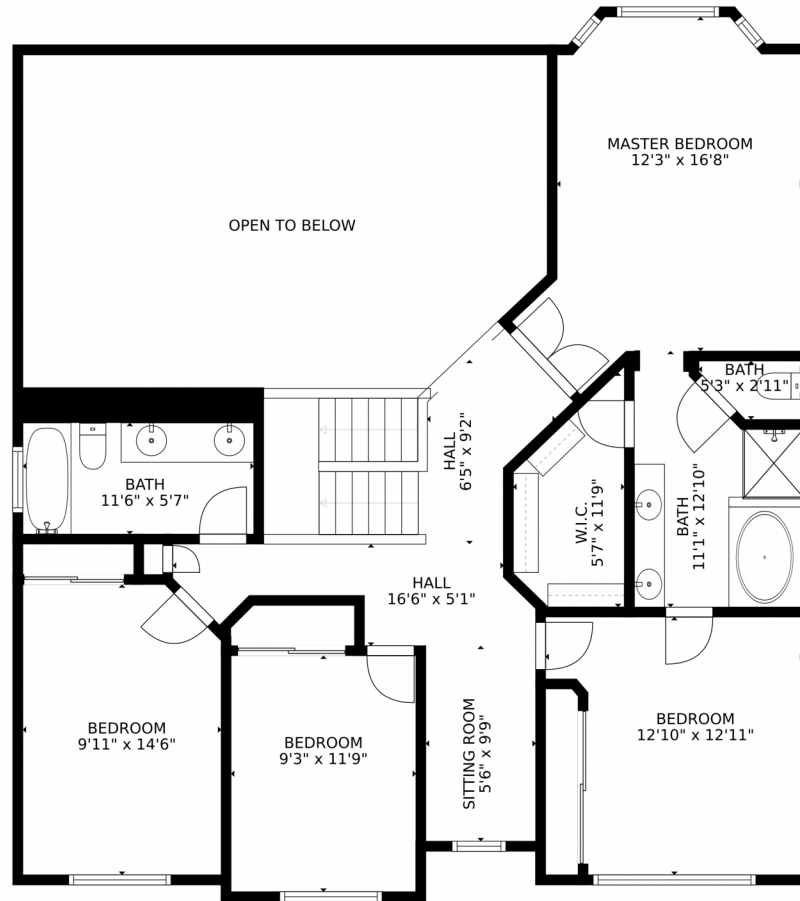 MASTER BEDROOM
12'3" x 16'8"
OPEN TO BELOW
BATH
5'3" x 2'11"
HALL
6'5" x 9'2"
BATH
11'6" x 5'7"
W.I.C.
5'7" x 11'9"
BATH
11'1" x 12'10"
HALL
16'6" x 5'1"
BEDROOM
9'11" x 14'6"
BEDROOM
9'3" x 11'9"
SITTING ROOM
5'6" x 9'9"
BEDROOM
12'10" x 12'11"